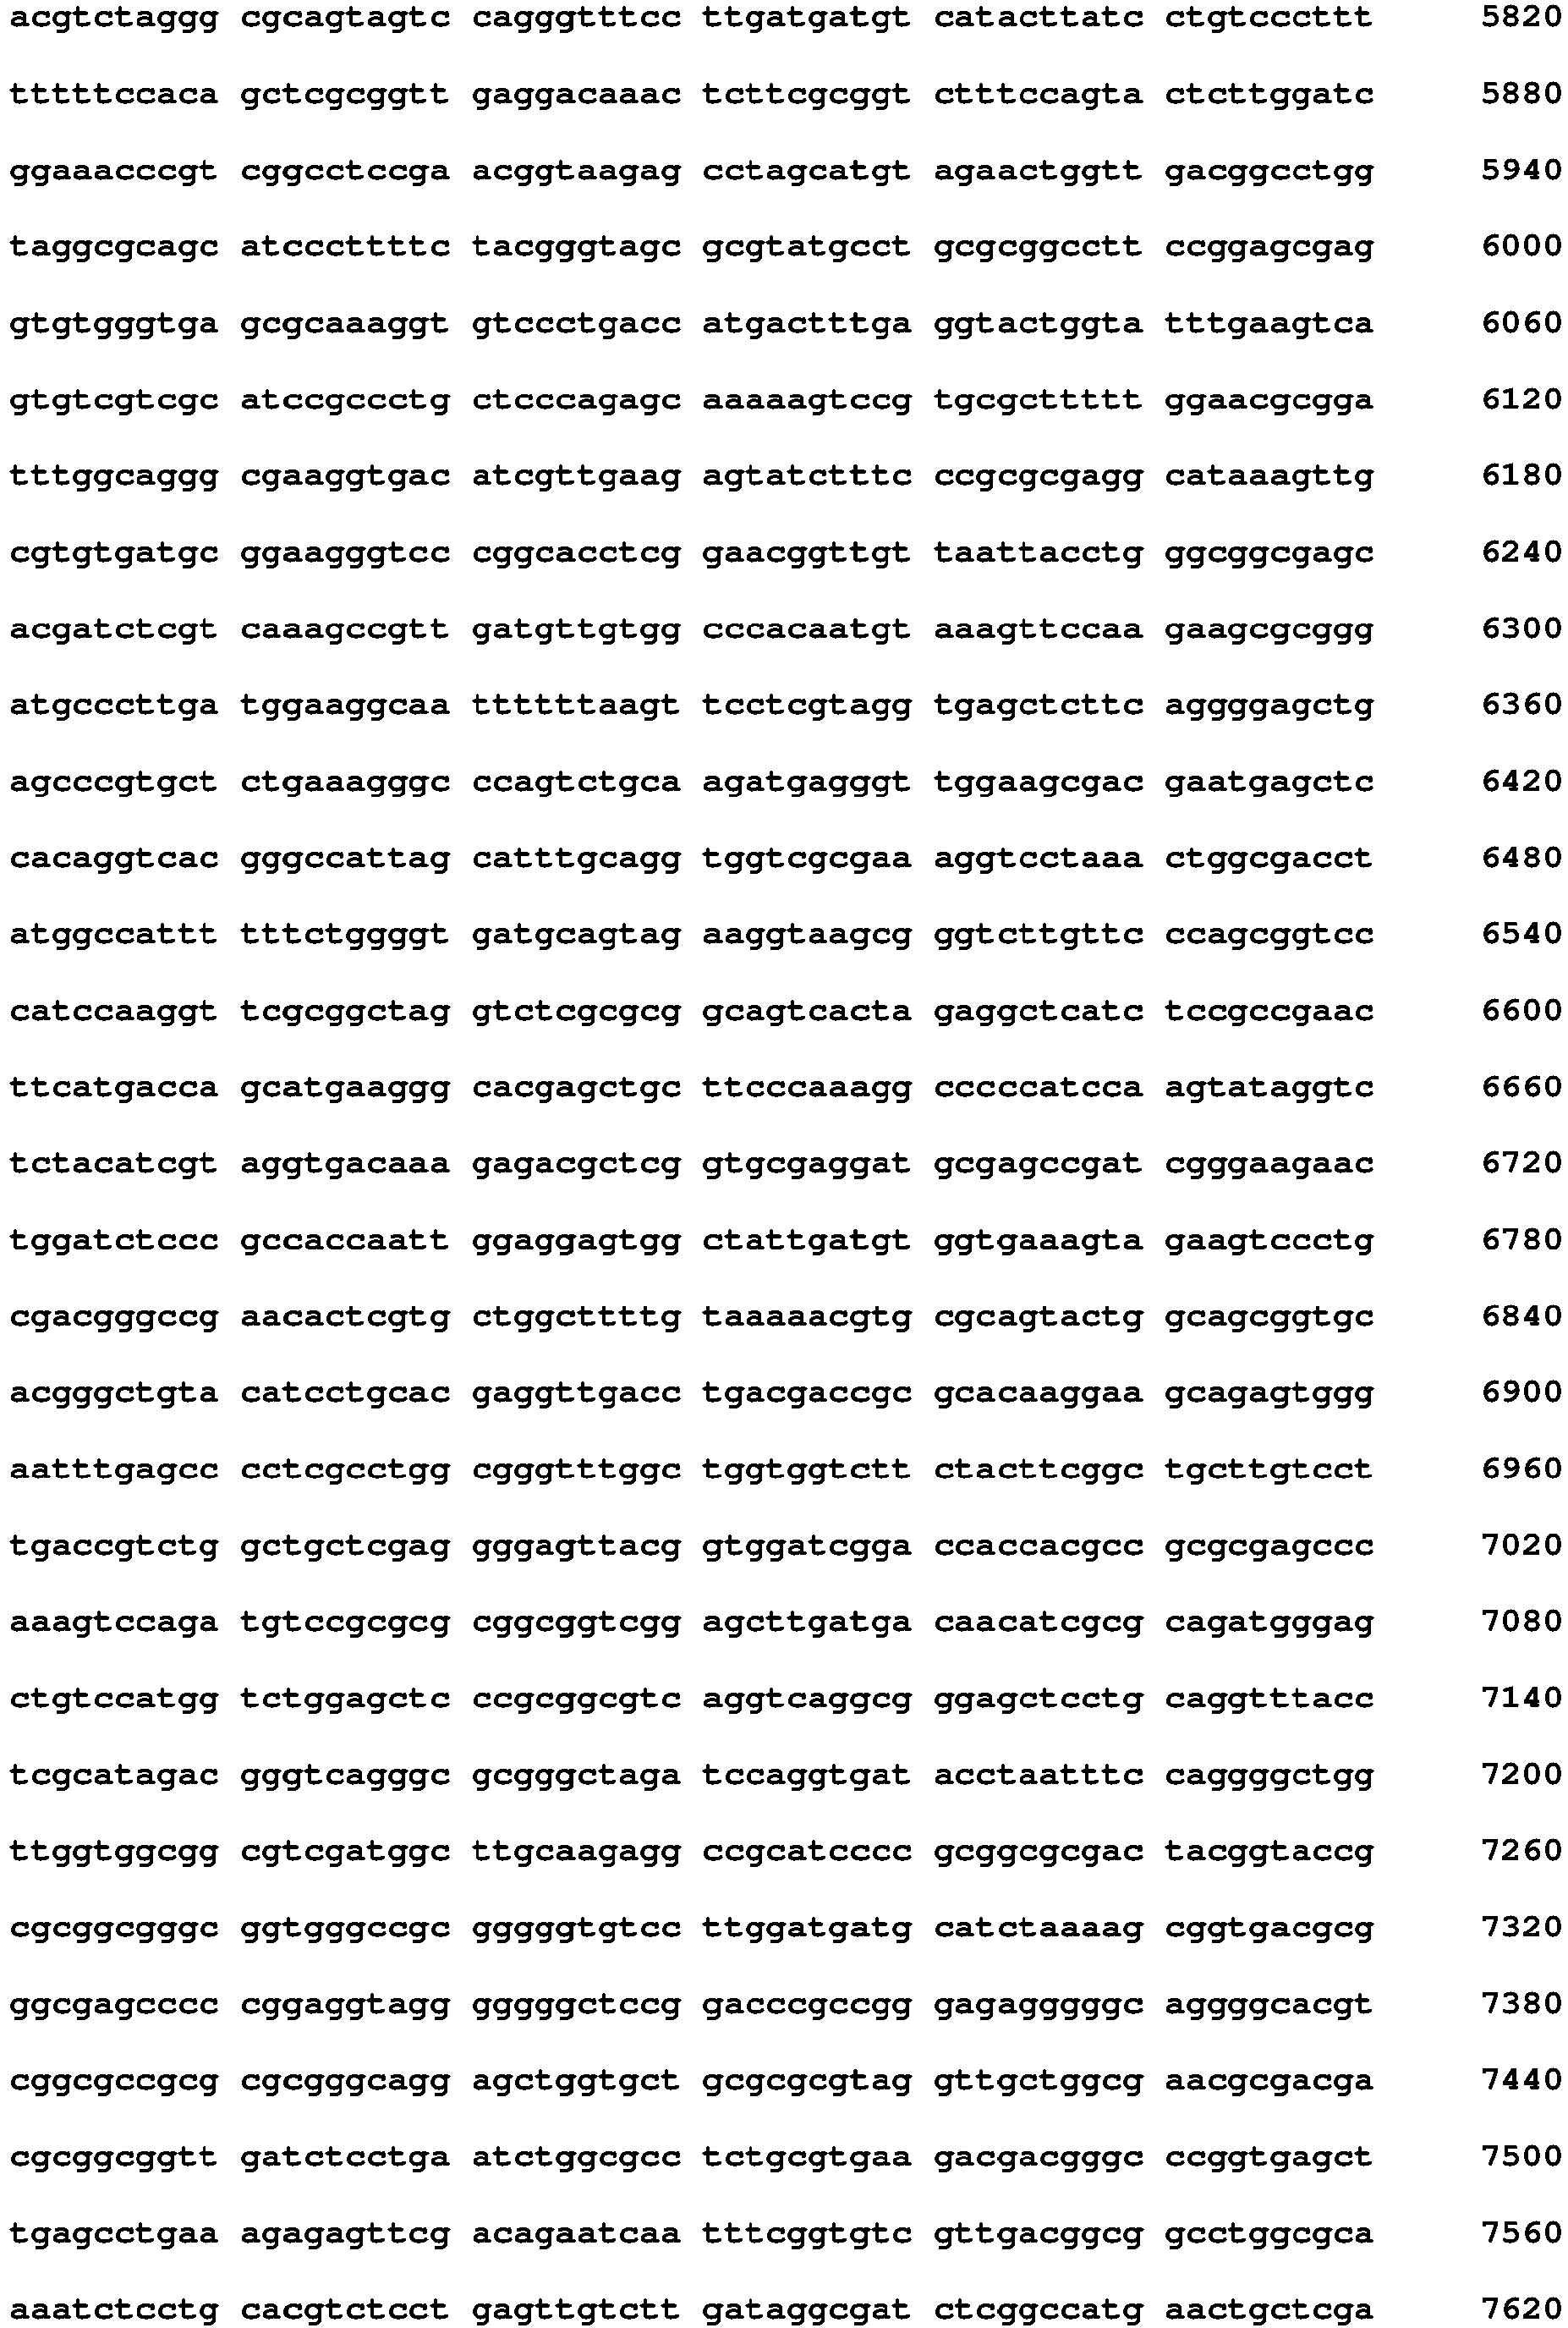 acgtctaggg cgcagtagtc cagggtttcc ttgatgatgt catacttatc ctgtcccttt 5820
tttttccaca gctcgcggtt gaggacaaac tcttcgcggt ctttccagta ctcttggatc 5880
ggaaacccgt cggcctccga acggtaagag cctagcatgt agaactggtt gacggcctgg 5940
taggcgcagc atcccttttc tacgggtagc gcgtatgcct gcgcggcctt ccggagcgag 6000
gtgtgggtga gcgcaaaggt gtccctgacc atgactttga ggtactggta tttgaagtca 6060
gtgtcgtcgc atccgccctg ctcccagagc aaaaagtccg tgcgcttttt ggaacgcgga 6120
tttggcaggg cgaaggtgac atcgttgaag agtatctttc ccgcgcgagg cataaagttg 6180
cgtgtgatgc ggaagggtcc cggcacctcg gaacggttgt taattacctg ggcggcgagc 6240
acgatctcgt caaagccgtt gatgttgtgg cccacaatgt aaagttccaa gaagcgcggg 6300
atgcccttga tggaaggcaa ttttttaagt tcctcgtagg tgagctcttc aggggagctg 6360
agcccgtgct ctgaaagggc ccagtctgca agatgagggt tggaagcgac gaatgagctc 6420
cacaggtcac gggccattag catttgcagg tggtcgcgaa aggtcctaaa ctggcgacct 6480
atggccattt tttctggggt gatgcagtag aaggtaagcg ggtcttgttc ccagcggtcc 6540
catccaaggt tcgcggctag gtctcgcgcg gcagtcacta gaggctcatc tccgccgaac 6600
ttcatgacca gcatgaaggg cacgagctgc ttcccaaagg cccccatcca agtataggtc 6660
tctacatcgt aggtgacaaa gagacgctcg gtgcgaggat gcgagccgat cgggaagaac 6720
tggatctccc gccaccaatt ggaggagtgg ctattgatgt ggtgaaagta gaagtccctg 6780
cgacgggccg aacactcgtg ctggcttttg taaaaacgtg cgcagtactg gcagcggtgc 6840
acgggctgta catcctgcac gaggttgacc tgacgaccgc gcacaaggaa gcagagtggg 6900
aatttgagcc cctcgcctgg cgggtttggc tggtggtctt ctacttcggc tgcttgtcct 6960
tgaccgtctg gctgctcgag gggagttacg gtggatcgga ccaccacgcc gcgcgagccc 7020
aaagtccaga tgtccgcgcg cggcggtcgg agcttgatga caacatcgcg cagatgggag 7080
ctgtccatgg tctggagctc ccgcggcgtc aggtcaggcg ggagctcctg caggtttacc 7140
tcgcatagac gggtcagggc gcgggctaga tccaggtgat acctaatttc caggggctgg 7200
ttggtggcgg cgtcgatggc ttgcaagagg ccgcatcccc gcggcgcgac tacggtaccg 7260
cgcggcgggc ggtgggccgc gggggtgtcc ttggatgatg catctaaaag cggtgacgcg 7320
ggcgagcccc cggaggtagg gggggctccg gacccgccgg gagagggggc aggggcacgt 7380
cggcgccgcg cgcgggcagg agctggtgct gcgcgcgtag gttgctggcg aacgcgacga 7440
cgcggcggtt gatctcctga atctggcgcc tctgcgtgaa gacgacgggc ccggtgagct 7500
tgagcctgaa agagagttcg acagaatcaa tttcggtgtc gttgacggcg gcctggcgca 7560
aaatctcctg cacgtctcct gagttgtctt gataggcgat ctcggccatg aactgctcga 7620